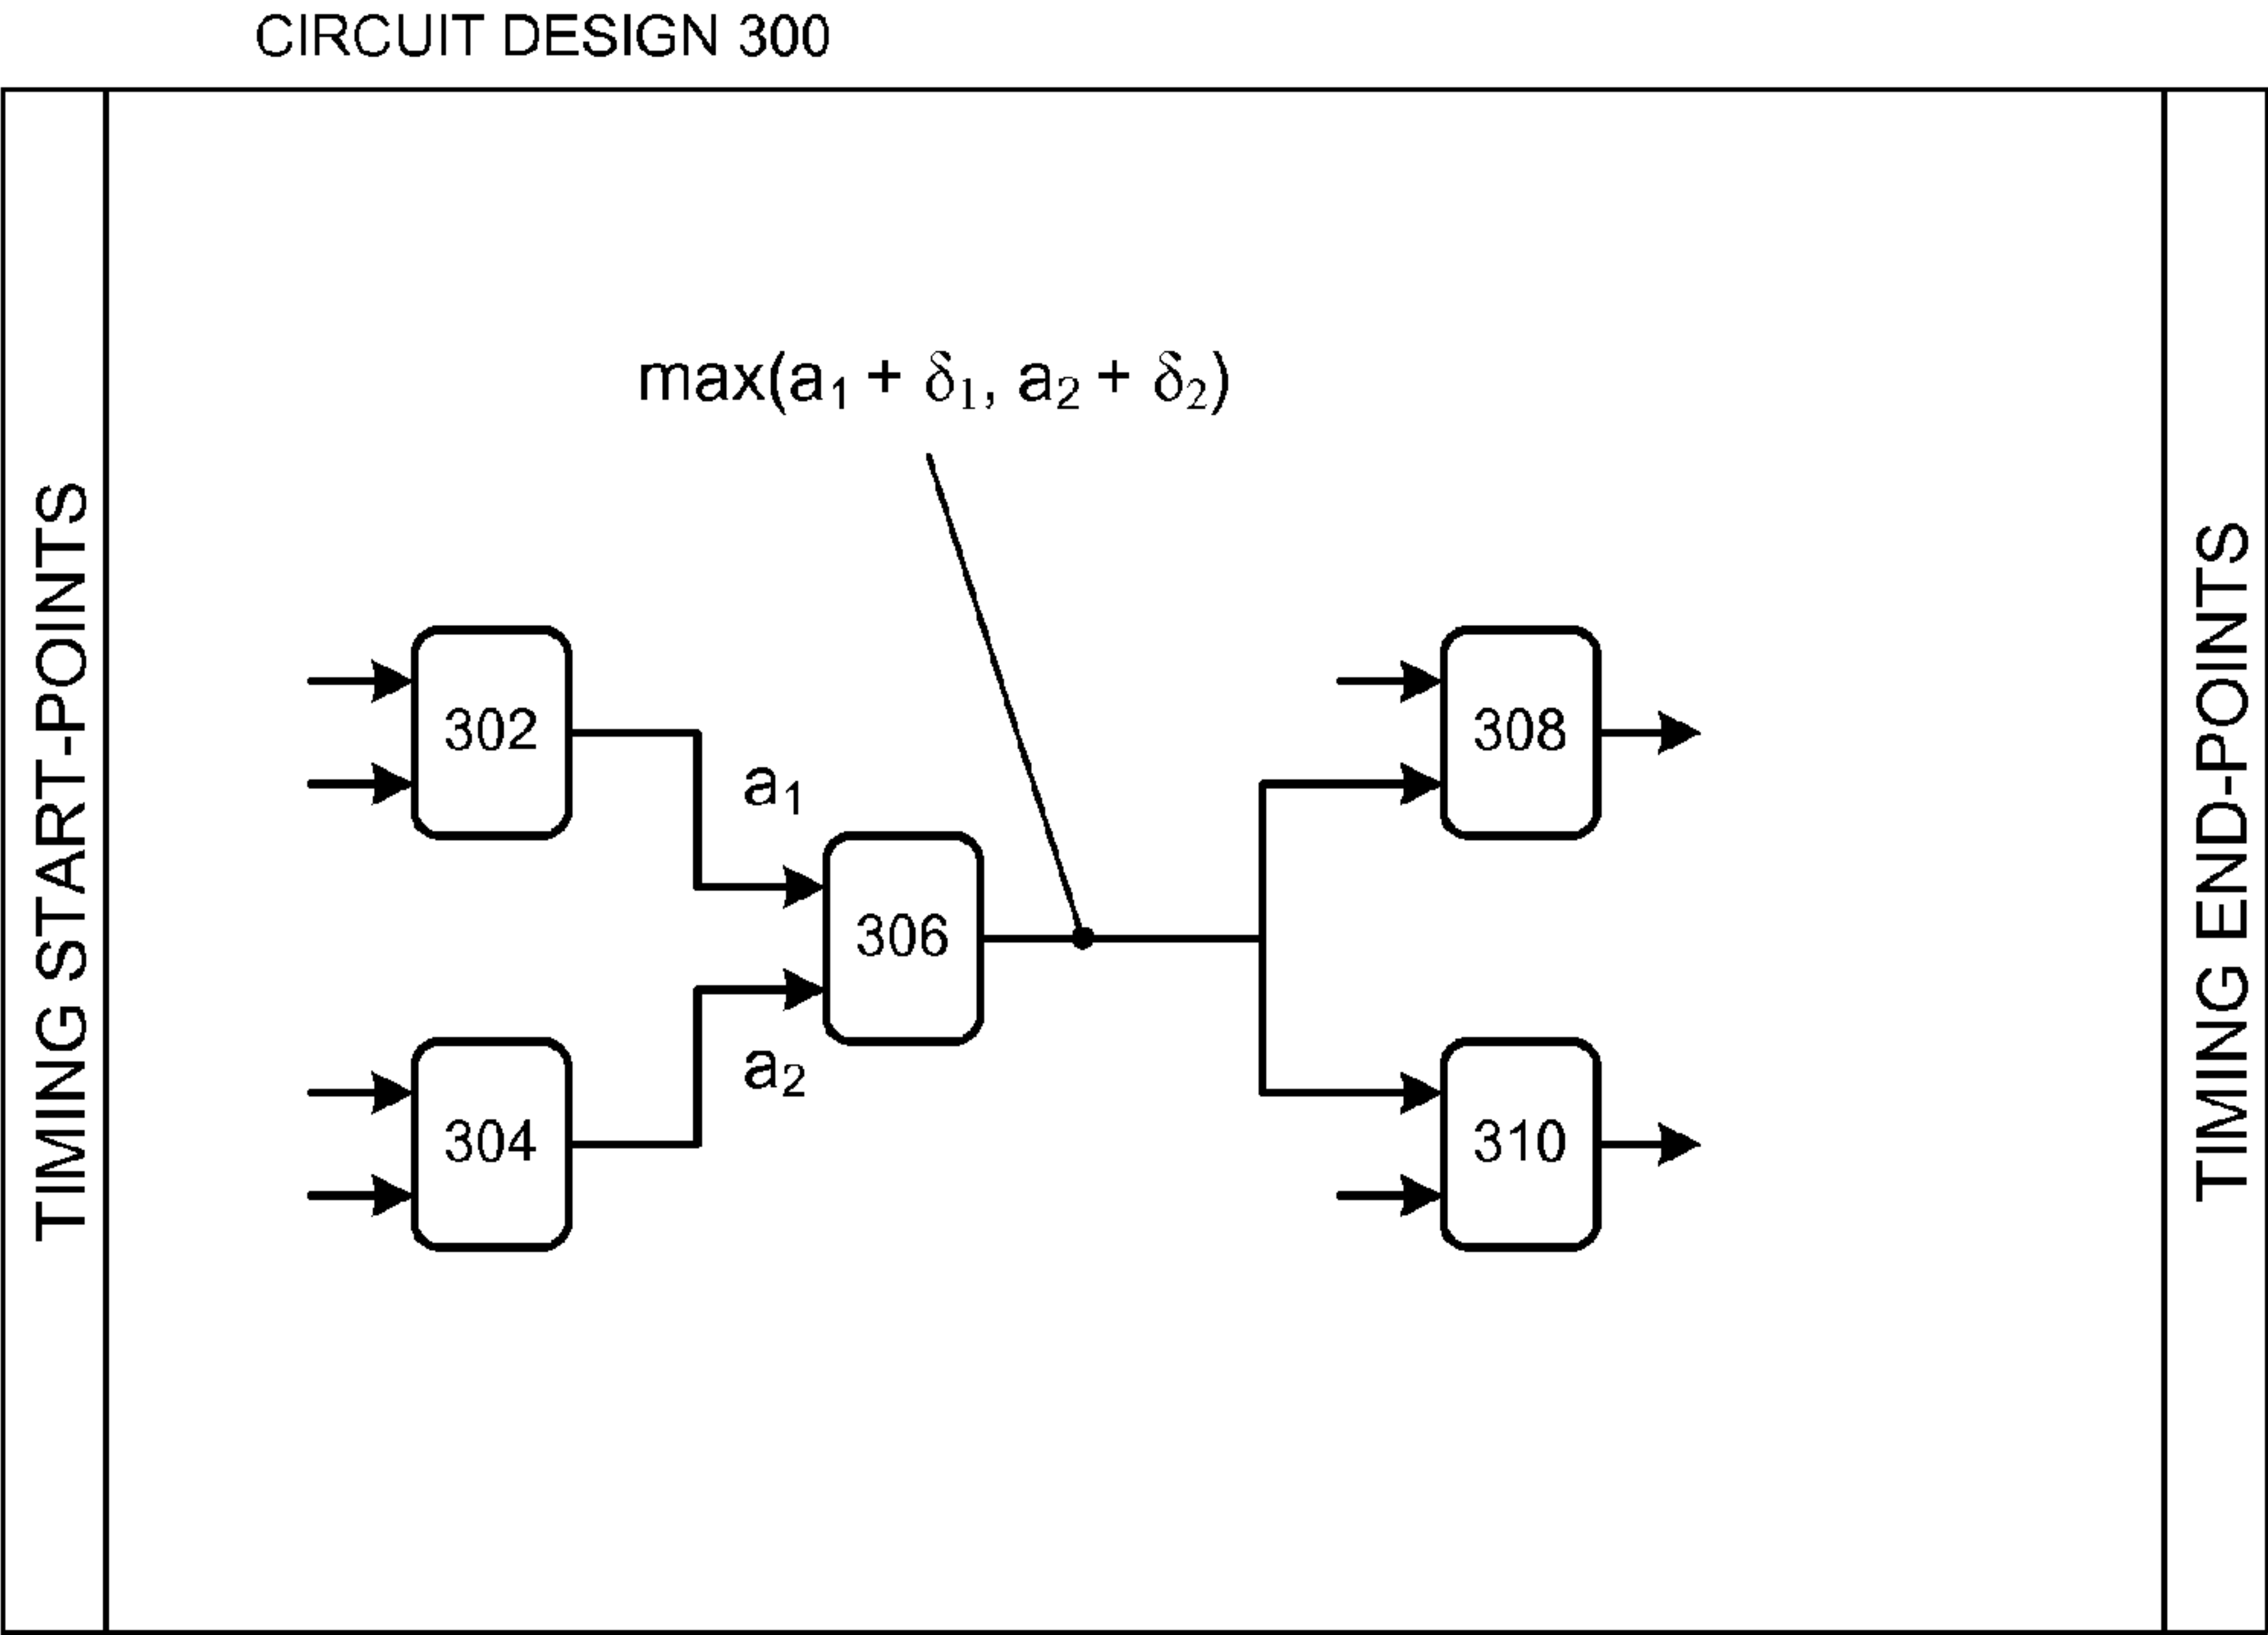 CIRCUIT DESIGN 300
max(a₁ + δ₁, a₂ + δ₂)
TIMING START-POINTS
302
a₁
306
a₂
304
308
310
TIMING END-POINTS